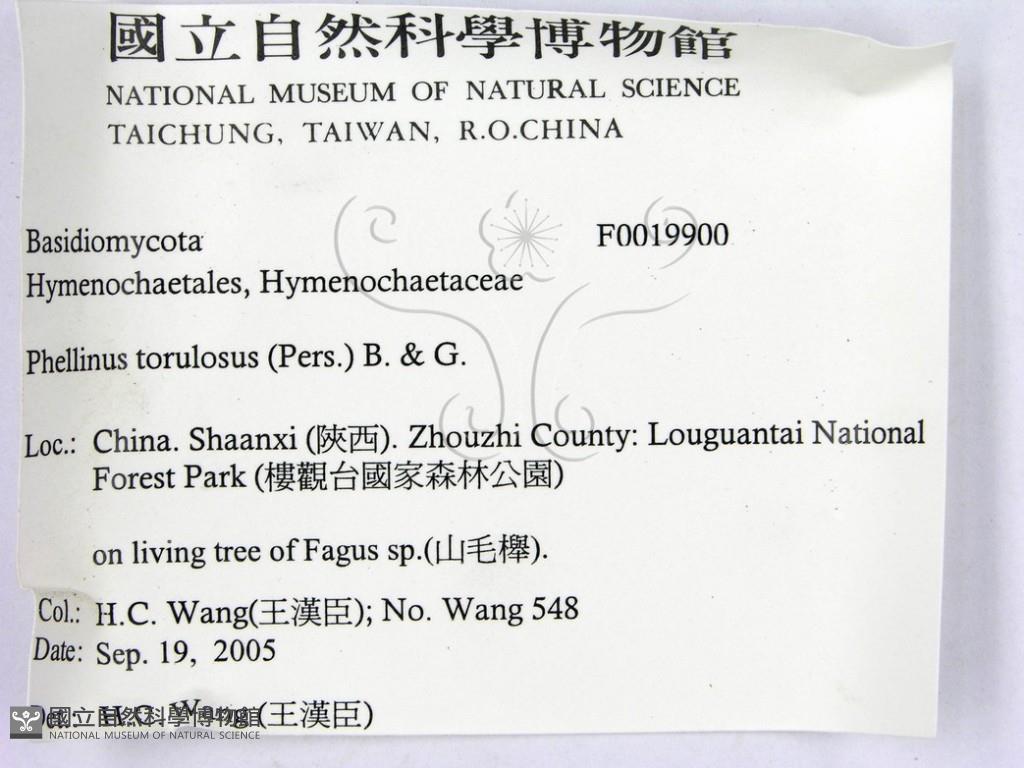 國立自然科學博物館
NATIONAL MUSEUM OF NATURAL SCIENCE
TAICHUNG, TAIWAN, R.O.CHINA
Basidiomycota F0019900
Hymenochaetales, Hymenochaetaceae
Phellinus torulosus (Pers.) B. & G.
Loc.: China. Shaanxi (陝西). Zhouzhi County: Louguantai National
Forest Park (樓觀台國家森林公園)
on living tree of Fagus sp.(山毛櫸).
Col.: H.C. Wang(王漢臣); No. Wang 548
Date: Sep. 19, 2005
Det.: H.C. Wang (王漢臣)
國立自然科學博物館
NATIONAL MUSEUM OF NATURAL SCIENCE